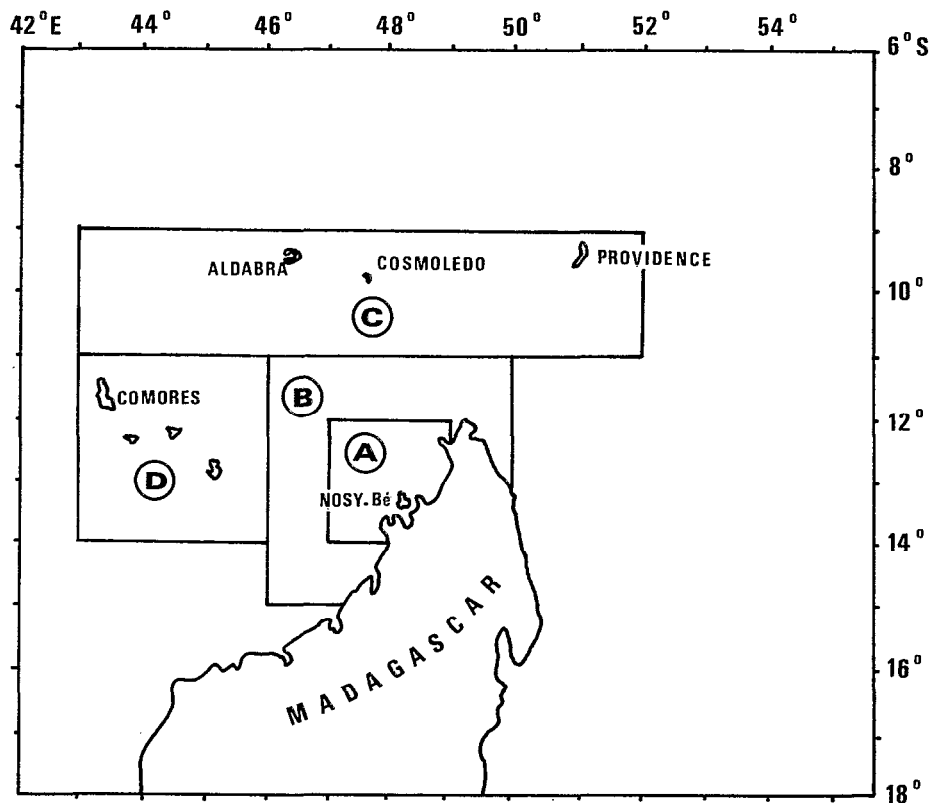 42°E 44° 46° 48° 50° 52° 54°
6°S
8°
ALDABRA COSMOLEDO PROVIDENCE
10°
C
B
COMORES
12°
A
D
NOSY-Bé
14°
MADAGASCAR
16°
18°